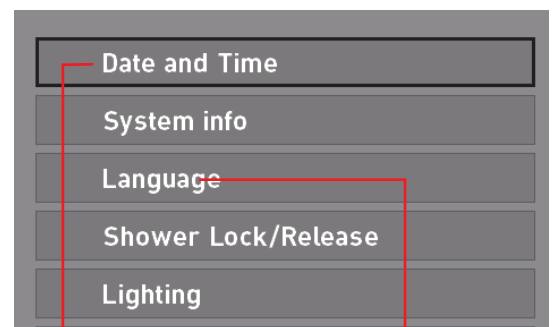 Date and Time
System info
Language
Shower Lock/Release
Lighting